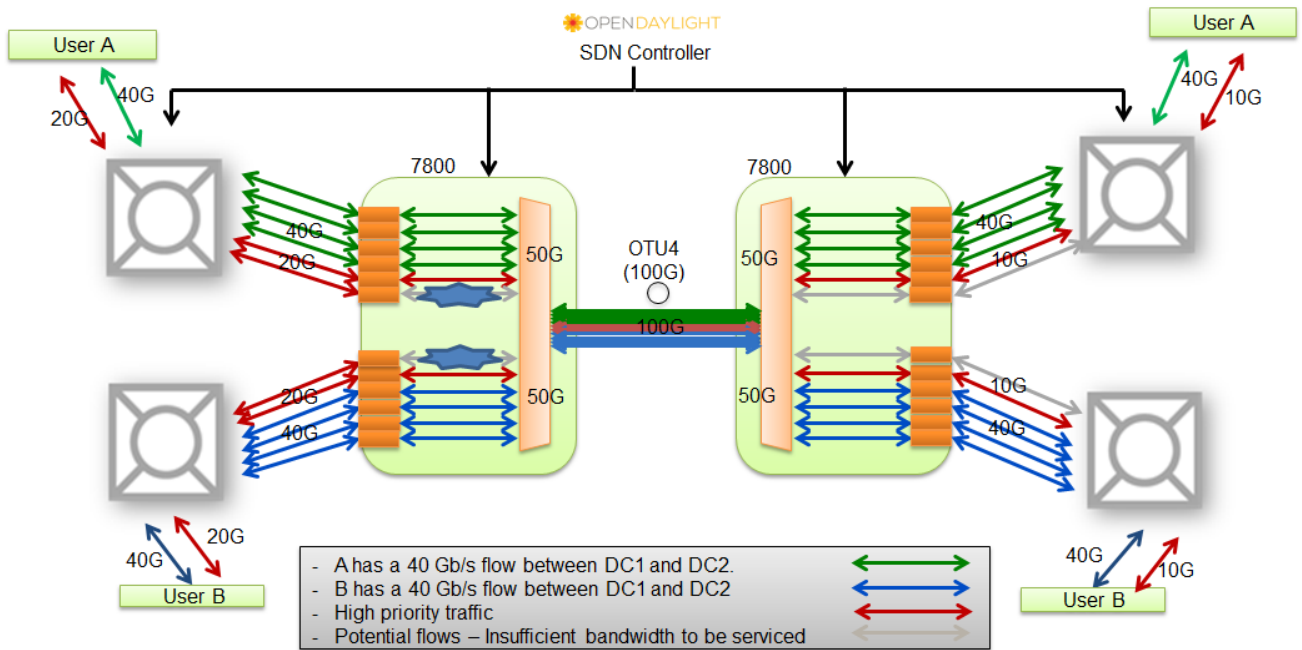 OPENDAYLIGHT
SDN Controller
User A
User A
40G
20G
40G
10G
7800
7800
40G
20G
50G
OTU4
(100G)
50G
40G
10G
100G
20G
40G
50G
50G
10G
40G
40G
20G
User B
40G
10G
User B
- A has a 40 Gb/s flow between DC1 and DC2.
- B has a 40 Gb/s flow between DC1 and DC2
- High priority traffic
- Potential flows – Insufficient bandwidth to be serviced